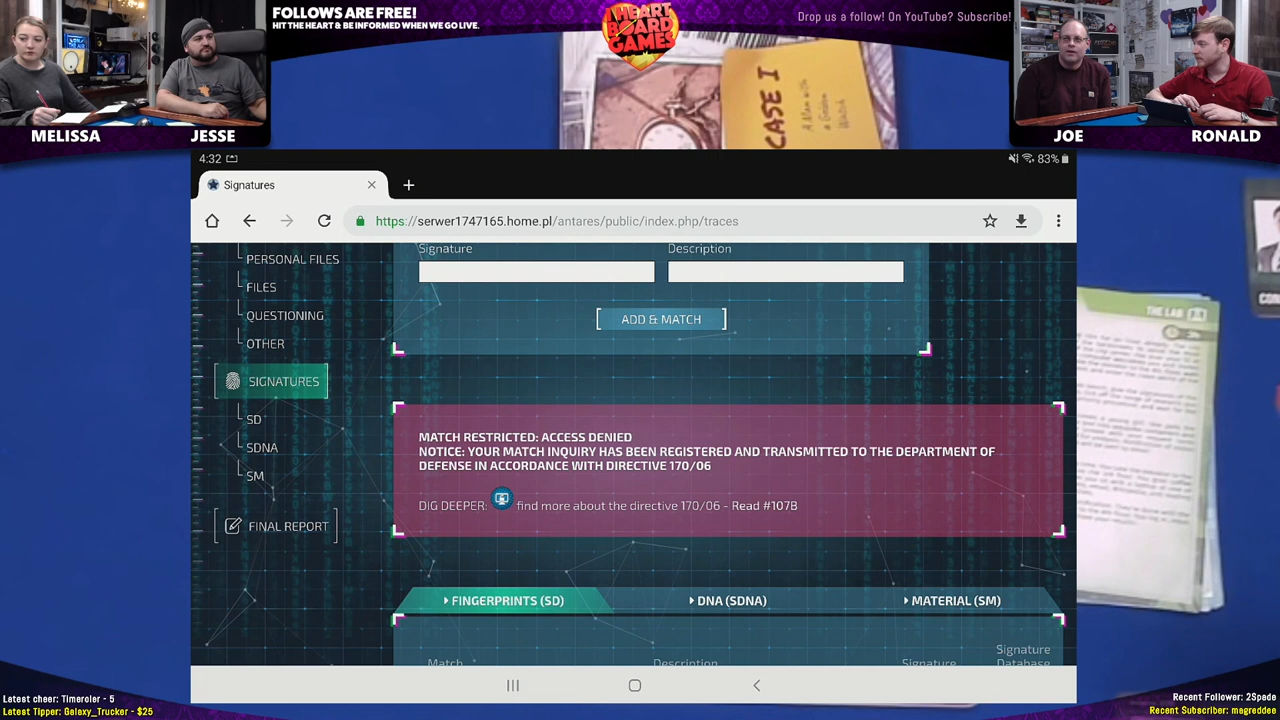 FOLLOWS ARE FREE!
HIT THE HEART & BE INFORMED WHEN WE GO LIVE.
I HEART
BOARD
GAMES
Drop us a follow! On YouTube? Subscribe!
MELISSA
JESSE
JOE
RONALD
CASE I
A Man with
a Golden
Watch
4:32
83%
Signatures
https://serwer1747165.home.pl/antares/public/index.php/traces
PERSONAL FILES
FILES
QUESTIONING
OTHER
SIGNATURES
SD
SDNA
SM
FINAL REPORT
Signature
Description
ADD & MATCH
MATCH RESTRICTED: ACCESS DENIED
NOTICE: YOUR MATCH INQUIRY HAS BEEN REGISTERED AND TRANSMITTED TO THE DEPARTMENT OF
DEFENSE IN ACCORDANCE WITH DIRECTIVE 170/06
DIG DEEPER: find more about the directive 170/06 - Read #107B
FINGERPRINTS (SD)
DNA (SDNA)
MATERIAL (SM)
Match
Description
Signature
Signature
Database
THE LAB
Latest cheer: Timeroler - 5
Latest Tipper: Galaxy_Trucker - $25
Recent Follower: 2Spade
Recent Subscriber: magreddee